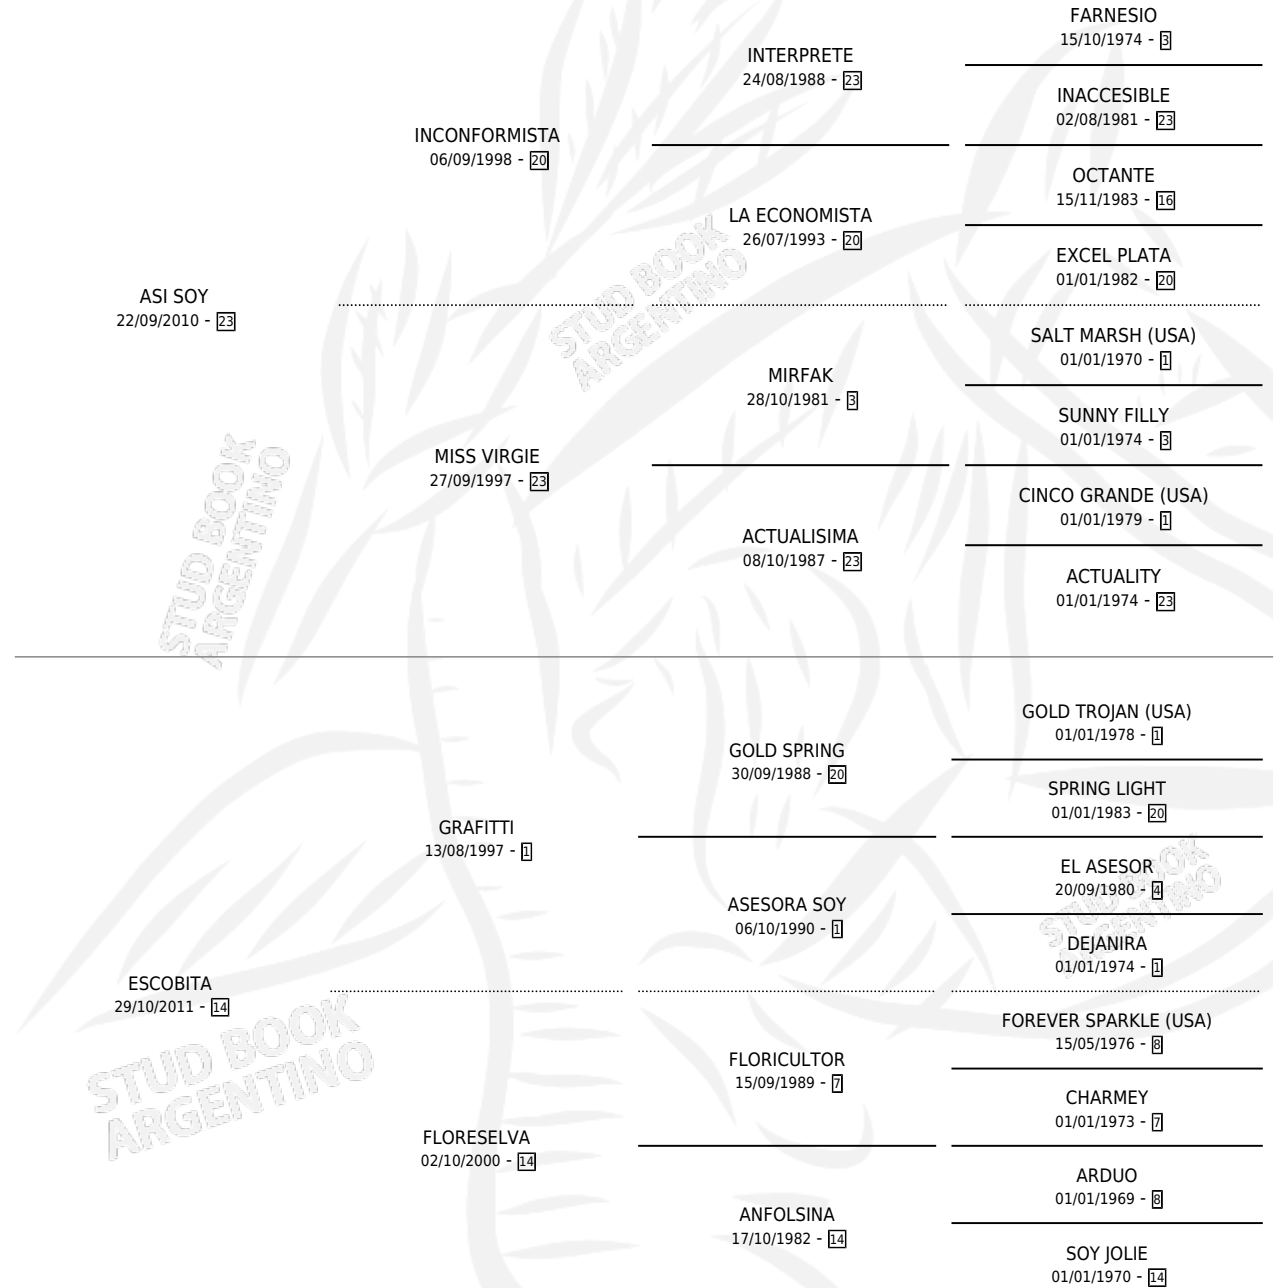 FARNESIO
15/10/1974 - 3
INTERPRETE
24/08/1988 - 23
INACCESIBLE
02/08/1981 - 23
INCONFORMISTA
06/09/1998 - 20
OCTANTE
15/11/1983 - 16
LA ECONOMISTA
26/07/1993 - 20
EXCEL PLATA
01/01/1982 - 20
ASI SOY
22/09/2010 - 23
STUD BOOK
ARGENTINO
SALT MARSH (USA)
01/01/1970 - 1
MIRFAK
28/10/1981 - 3
SUNNY FILLY
01/01/1974 - 3
MISS VIRGIE
27/09/1997 - 23
CINCO GRANDE (USA)
01/01/1979 - 1
ACTUALISIMA
08/10/1987 - 23
ACTUALITY
01/01/1974 - 23
STUD BOOK
ARGENTINO
GOLD TROJAN (USA)
01/01/1978 - 1
GOLD SPRING
30/09/1988 - 20
SPRING LIGHT
01/01/1983 - 20
GRAFITTI
13/08/1997 - 1
EL ASESOR
20/09/1980 - 4
ASESORA SOY
06/10/1990 - 1
DEJANIRA
01/01/1974 - 1
STUD BOOK
ARGENTINO
ESCOBITA
29/10/2011 - 14
FOREVER SPARKLE (USA)
15/05/1976 - 8
FLORICULTOR
15/09/1989 - 7
CHARMEY
01/01/1973 - 7
STUD BOOK
ARGENTINO
FLORESELVA
02/10/2000 - 14
ARDUO
01/01/1969 - 8
ANFOLSINA
17/10/1982 - 14
SOY JOLIE
01/01/1970 - 14